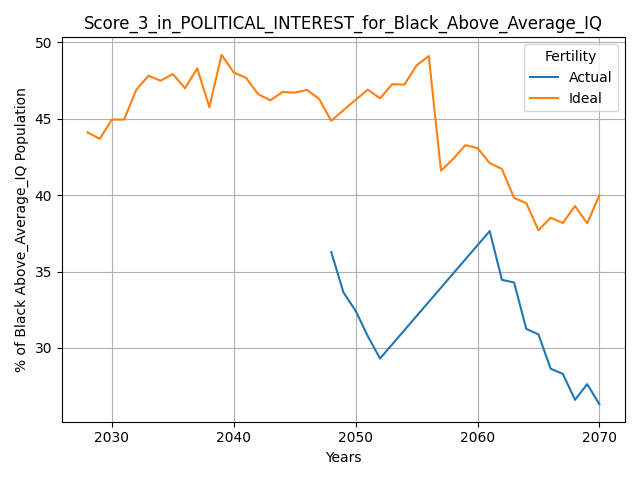 Score_3_in_POLITICAL_INTEREST_for_Black_Above_Average_IQ
Fertility
Actual
Ideal
% of Black Above_Average_IQ Population
50
45
40
35
30
2030
2040
2050
2060
2070
Years